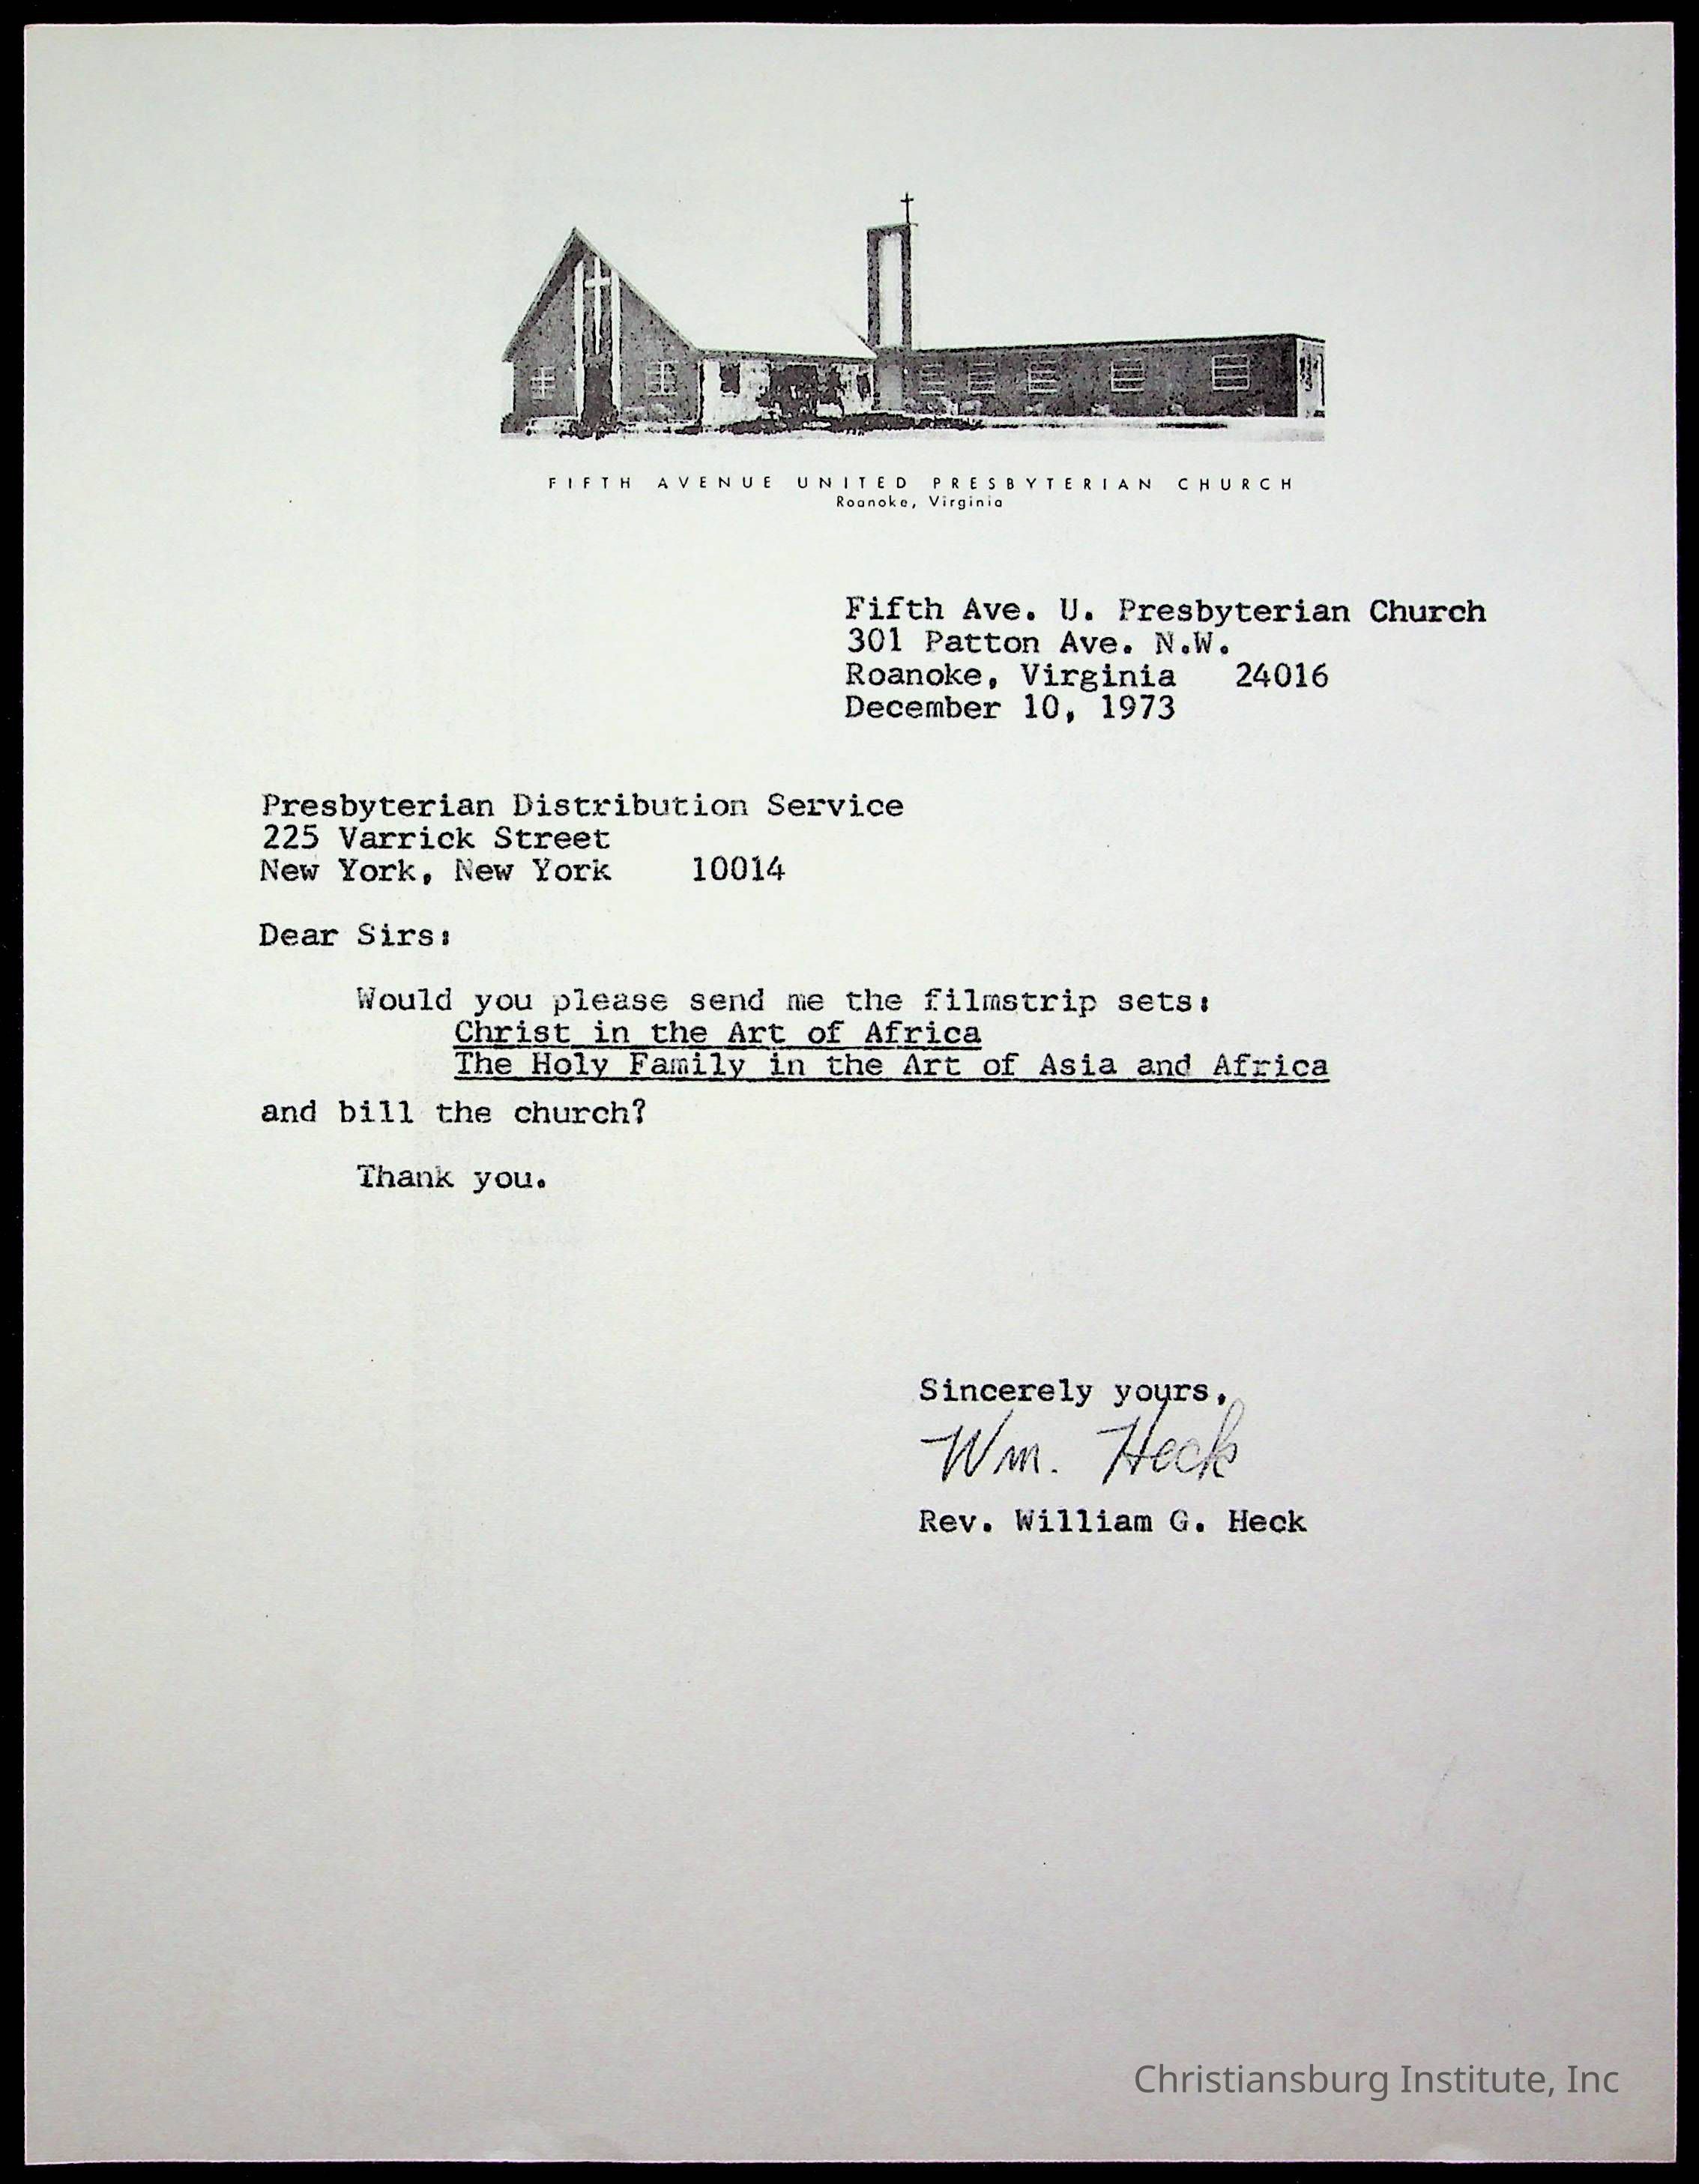 FIFTH AVENUE UNITED PRESBYTERIAN CHURCH
Roanoke, Virginia
Fifth Ave. U. Presbyterian Church
301 Patton Ave. N.W.
Roanoke, Virginia 24016
December 10, 1973
Presbyterian Distribution Service
225 Varrick Street
New York, New York 10014
Dear Sirs:
Would you please send me the filmstrip sets:
Christ in the Art of Africa
The Holy Family in the Art of Asia and Africa
and bill the church?
Thank you.
Sincerely yours,
Wm. Heck
Rev. William G. Heck
Christiansburg Institute, Inc